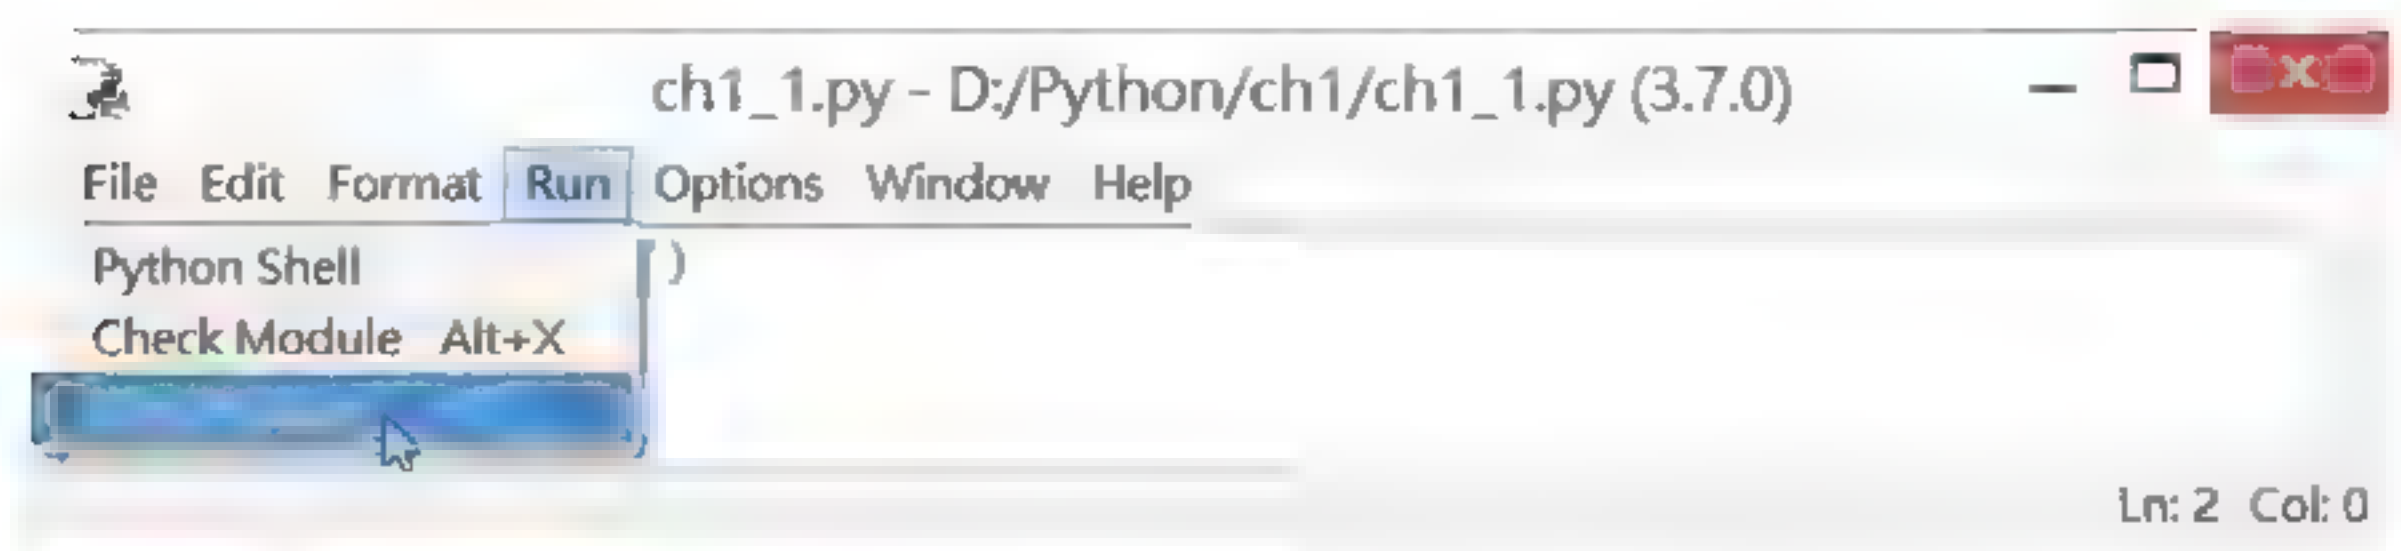 ch1_1.py - D:/Python/ch1/ch1_1.py (3.7.0)
File Edit Format Run Options Window Help
Python Shell )
Check Module Alt+X
Ln: 2 Col: 0